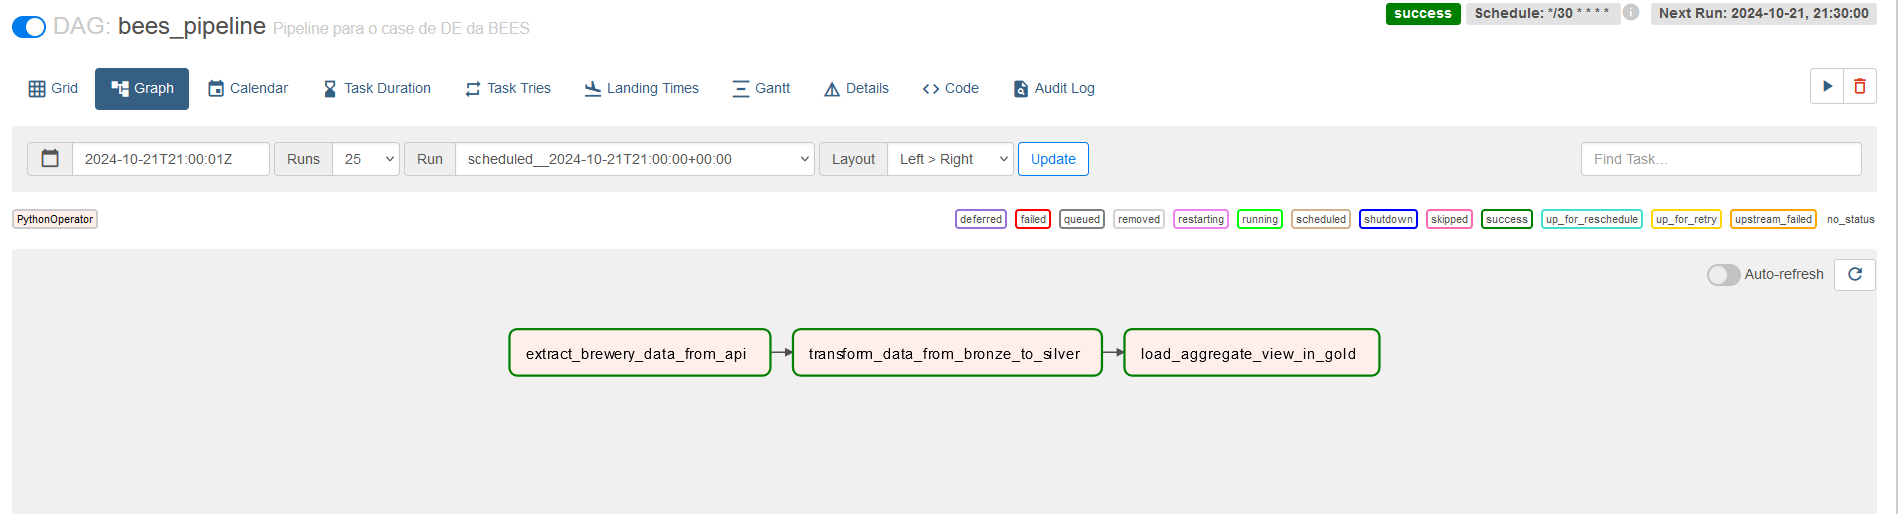 DAG: bees_pipeline Pipeline para o case de DE da BEES
success Schedule: */30 * * * * i Next Run: 2024-10-21, 21:30:00
Grid Graph Calendar Task Duration Task Tries Landing Times Gantt Details Code Audit Log
2024-10-21T21:00:01Z Runs 25 Run scheduled__2024-10-21T21:00:00+00:00 Layout Left > Right Update Find Task...
PythonOperator deferred failed queued removed restarting running scheduled shutdown skipped success up_for_reschedule up_for_retry upstream_failed no_status
Auto-refresh
extract_brewery_data_from_api transform_data_from_bronze_to_silver load_aggregate_view_in_gold